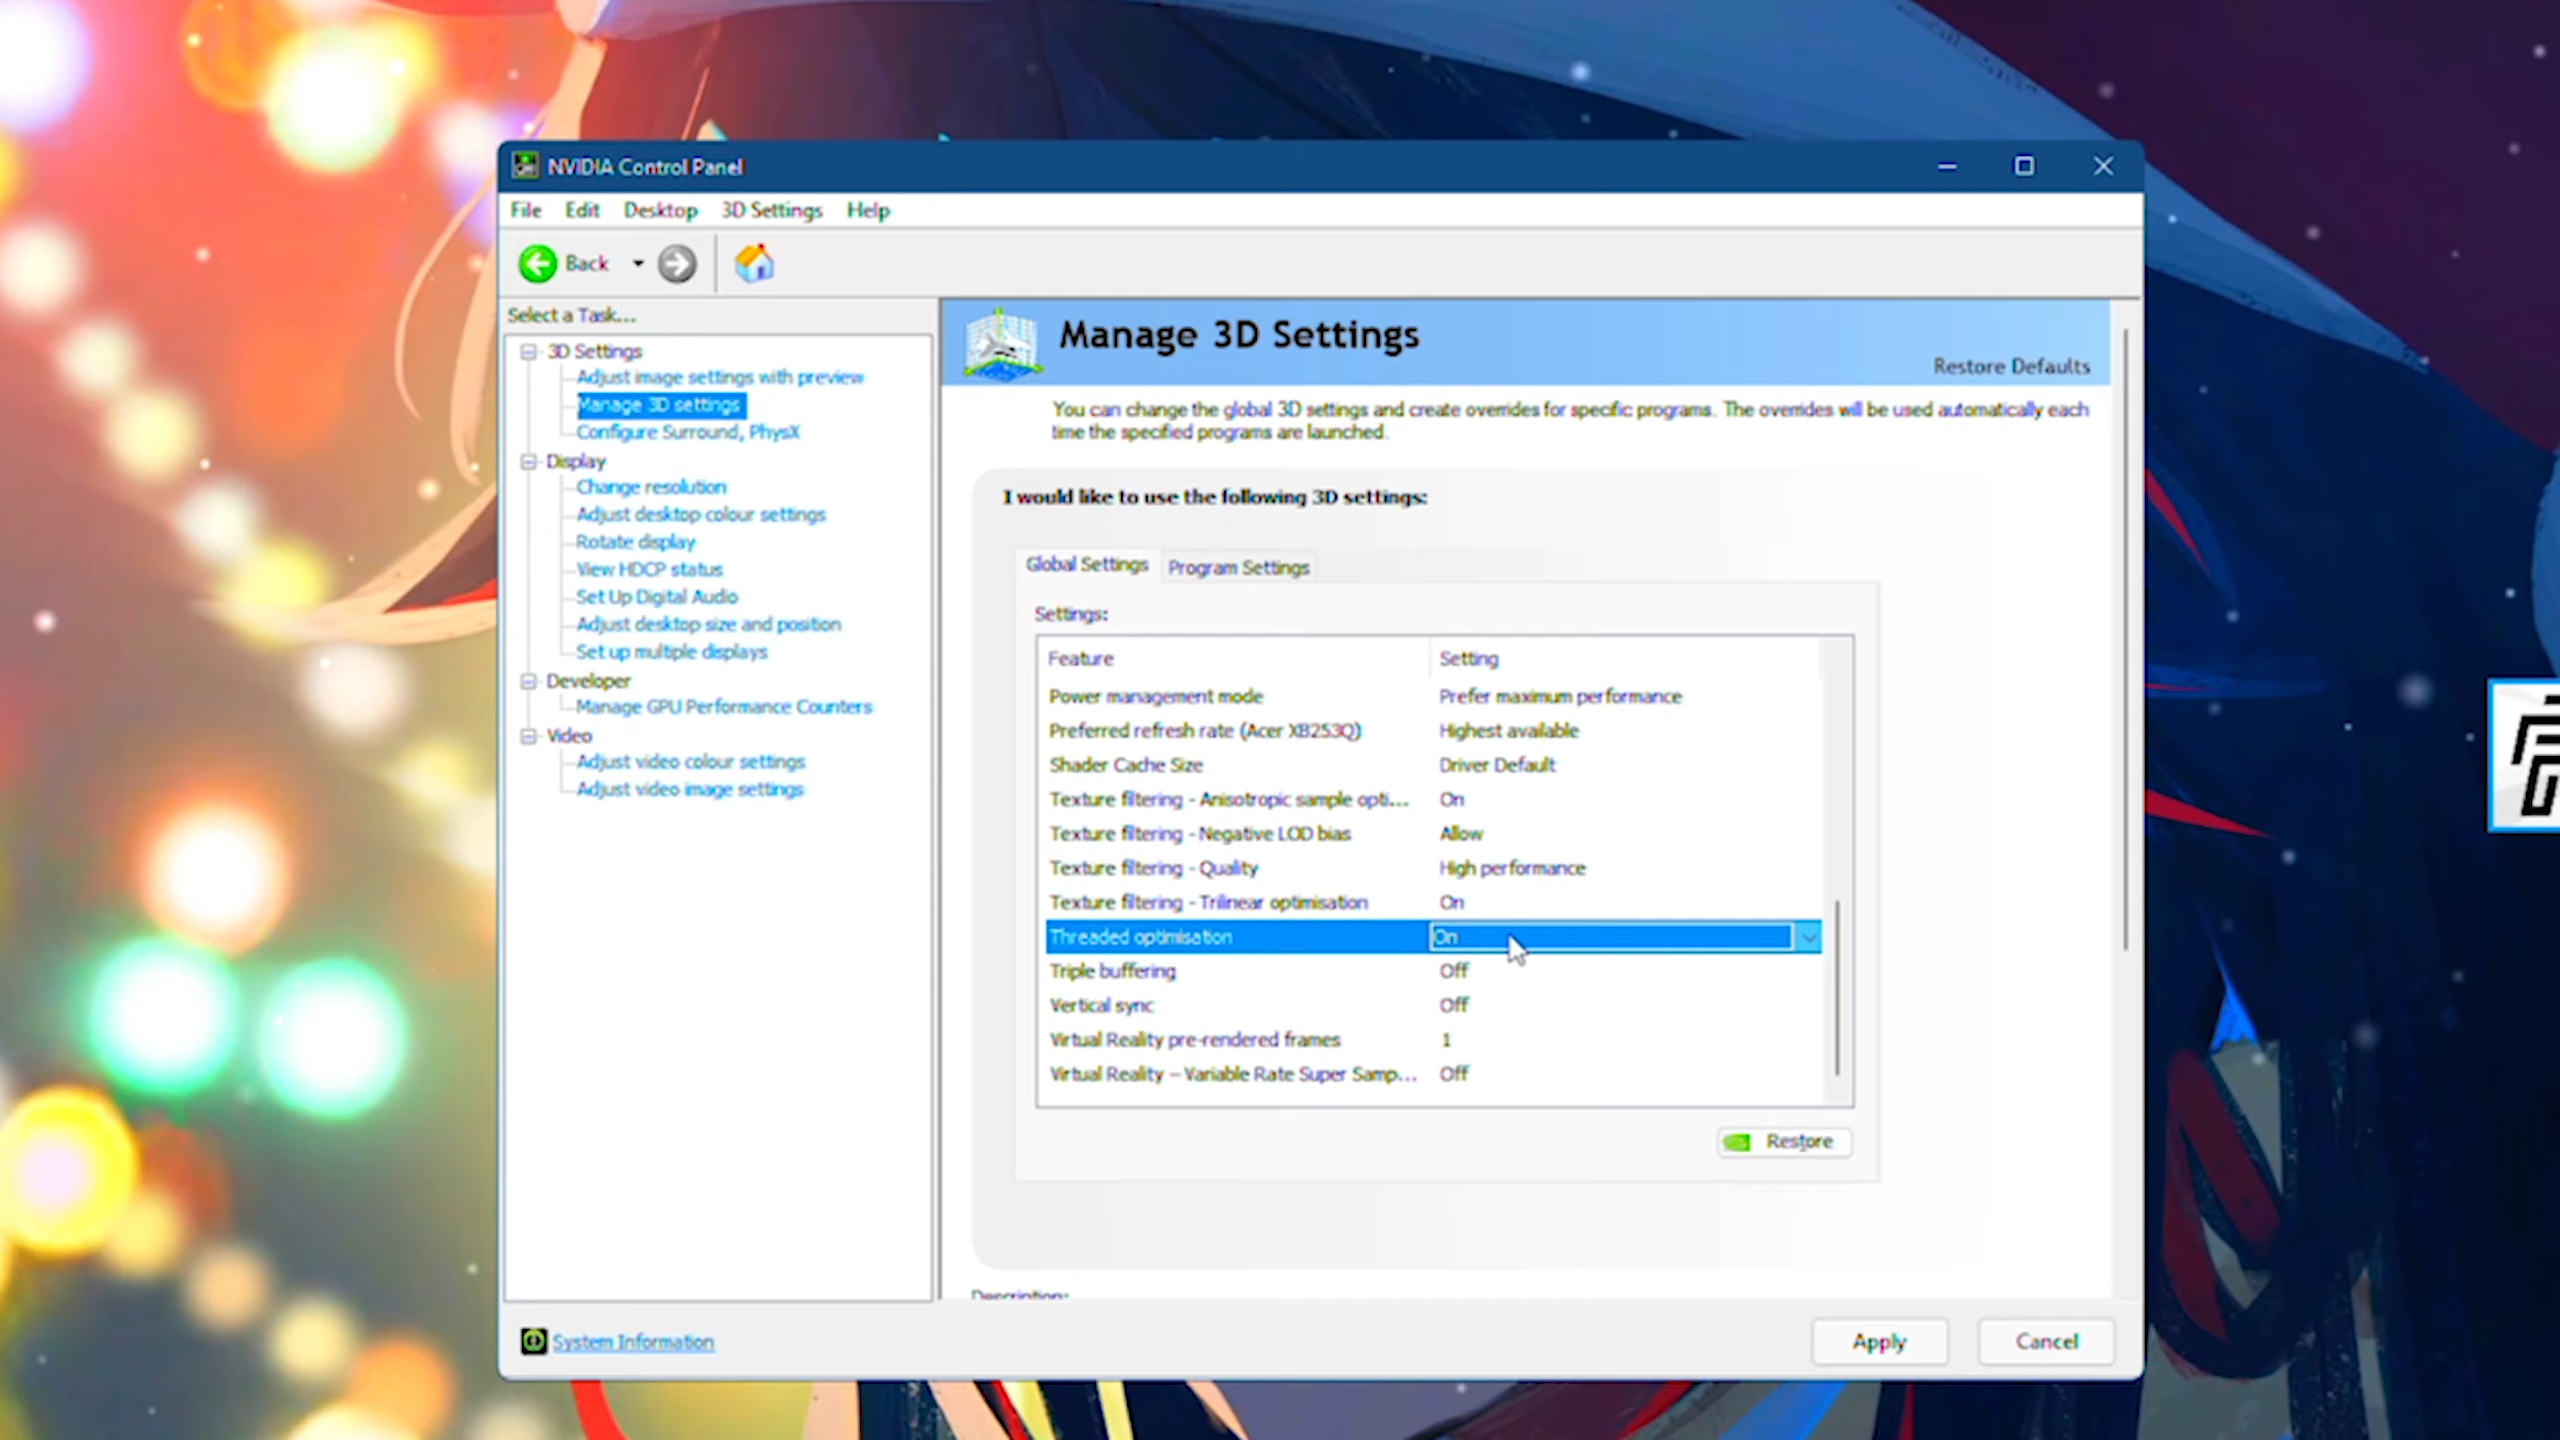 NVIDIA Control Panel
File Edit Desktop 3D Settings Help
Back
Select a Task...
3D Settings
Adjust image settings with preview
Manage 3D settings
Configure Surround, PhysX
Display
Change resolution
Adjust desktop colour settings
Rotate display
View HDCP status
Set Up Digital Audio
Adjust desktop size and position
Set up multiple displays
Developer
Manage GPU Performance Counters
Video
Adjust video colour settings
Adjust video image settings
System Information
Manage 3D Settings
Restore Defaults
You can change the global 3D settings and create overrides for specific programs. The overrides will be used automatically each
time the specified programs are launched.
I would like to use the following 3D settings:
Global Settings Program Settings
Settings:
Feature Setting
Power management mode Prefer maximum performance
Preferred refresh rate (Acer XB253Q) Highest available
Shader Cache Size Driver Default
Texture filtering - Anisotropic sample opti... On
Texture filtering - Negative LOD bias Allow
Texture filtering - Quality High performance
Texture filtering - Trilinear optimisation On
Threaded optimisation On
Triple buffering Off
Vertical sync Off
Virtual Reality pre-rendered frames 1
Virtual Reality – Variable Rate Super Samp... Off
Restore
Description:
Apply Cancel